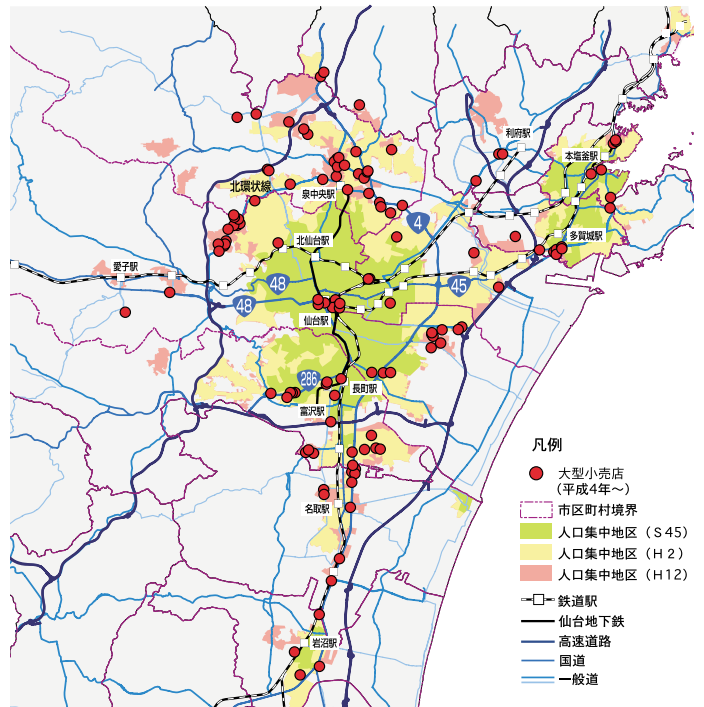 利府駅
本塩釜駅
北環状線
泉中央駅
4
北仙台駅
多賀城駅
愛子駅
48
48
45
仙台駅
286
長町駅
富沢駅
名取駅
岩沼駅
凡例
大型小売店
(平成4年～)
市区町村境界
人口集中地区（S45）
人口集中地区（H2）
人口集中地区（H12）
鉄道駅
仙台地下鉄
高速道路
国道
一般道